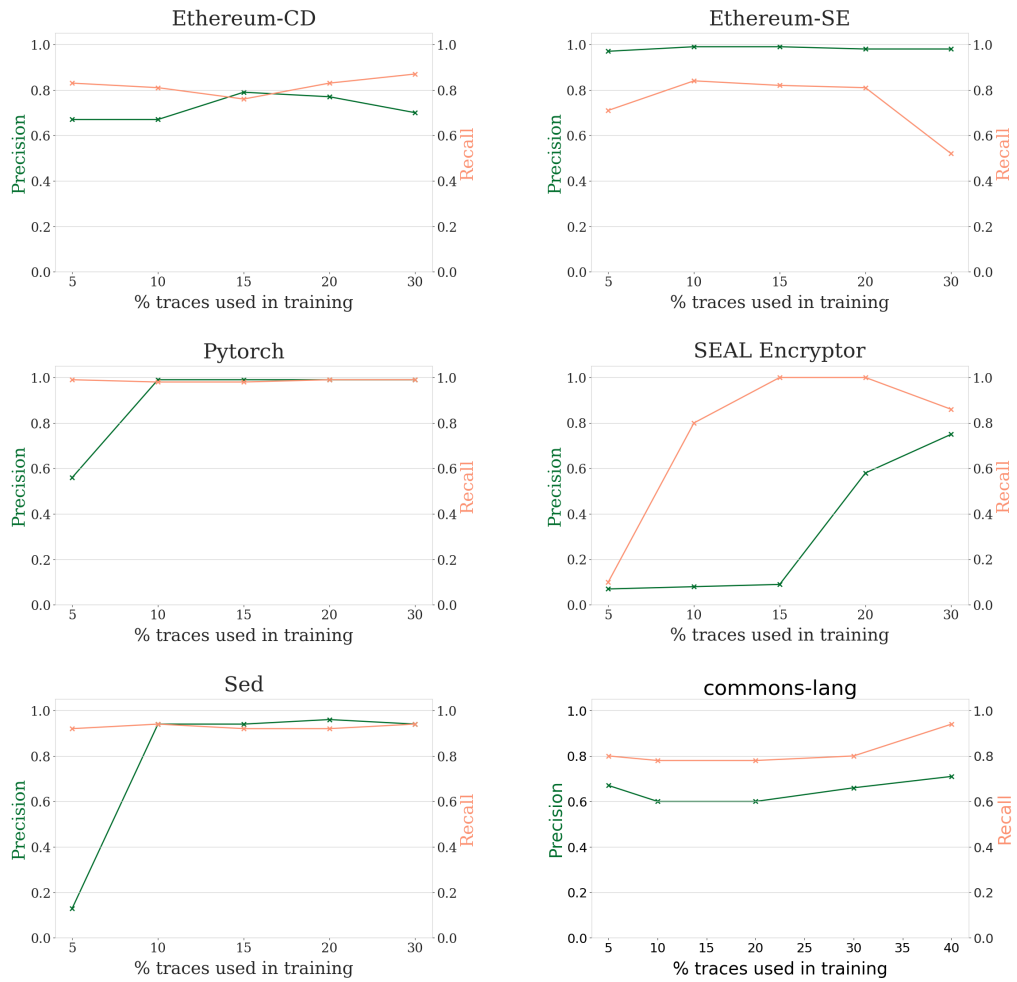 Ethereum-CD
1.0 1.0
0.8 0.8
0.6 0.6
0.4 0.4
0.2 0.2
0.0 0.0
Precision
Recall
5 10 15 20 30
% traces used in training
Ethereum-SE
1.0 1.0
0.8 0.8
0.6 0.6
0.4 0.4
0.2 0.2
0.0 0.0
Precision
Recall
5 10 15 20 30
% traces used in training
Pytorch
1.0 1.0
0.8 0.8
0.6 0.6
0.4 0.4
0.2 0.2
0.0 0.0
Precision
Recall
5 10 15 20 30
% traces used in training
SEAL Encryptor
1.0 1.0
0.8 0.8
0.6 0.6
0.4 0.4
0.2 0.2
0.0 0.0
Precision
Recall
5 10 15 20 30
% traces used in training
Sed
1.0 1.0
0.8 0.8
0.6 0.6
0.4 0.4
0.2 0.2
0.0 0.0
Precision
Recall
5 10 15 20 30
% traces used in training
commons-lang
1.0 1.0
0.8 0.8
0.6 0.6
0.4 0.4
0.2 0.2
0.0 0.0
Precision
Recall
5 10 15 20 25 30 35 40
% traces used in training